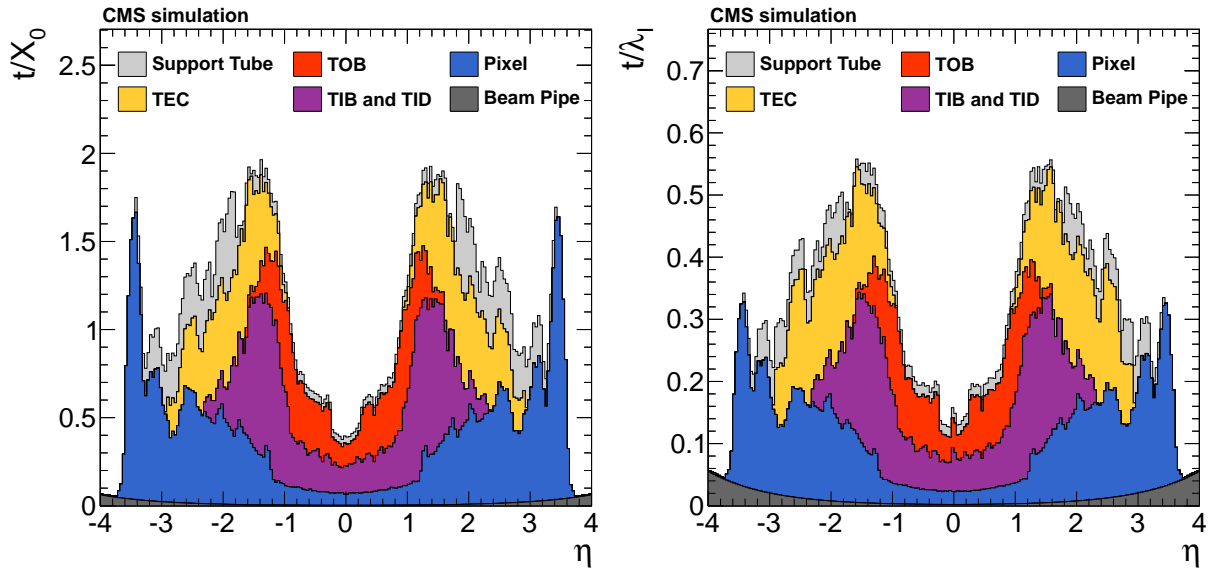 CMS simulation
t/X0
Support Tube
TOB
Pixel
TEC
TIB and TID
Beam Pipe
2.5
2
1.5
1
0.5
0
-4 -3 -2 -1 0 1 2 3 4
η
CMS simulation
t/λI
Support Tube
TOB
Pixel
TEC
TIB and TID
Beam Pipe
0.7
0.6
0.5
0.4
0.3
0.2
0.1
0
-4 -3 -2 -1 0 1 2 3 4
η